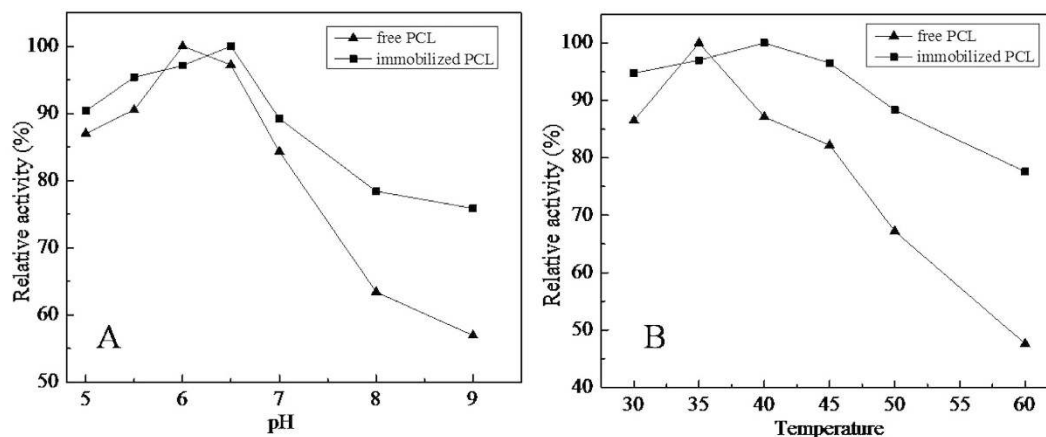 100
90
80
70
60
50
Relative activity (%)
free PCL
immobilized PCL
A
5
6
7
8
9
pH
100
90
80
70
60
50
40
Relative activity (%)
free PCL
immobilized PCL
B
30
35
40
45
50
55
60
Temperature